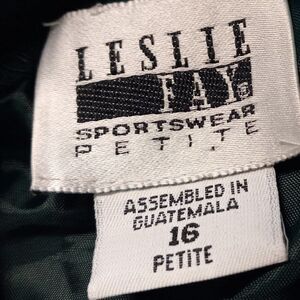 LESLIE
FAY®
SPORTSWEAR
PETITE
ASSEMBLED IN
GUATEMALA
16
PETITE